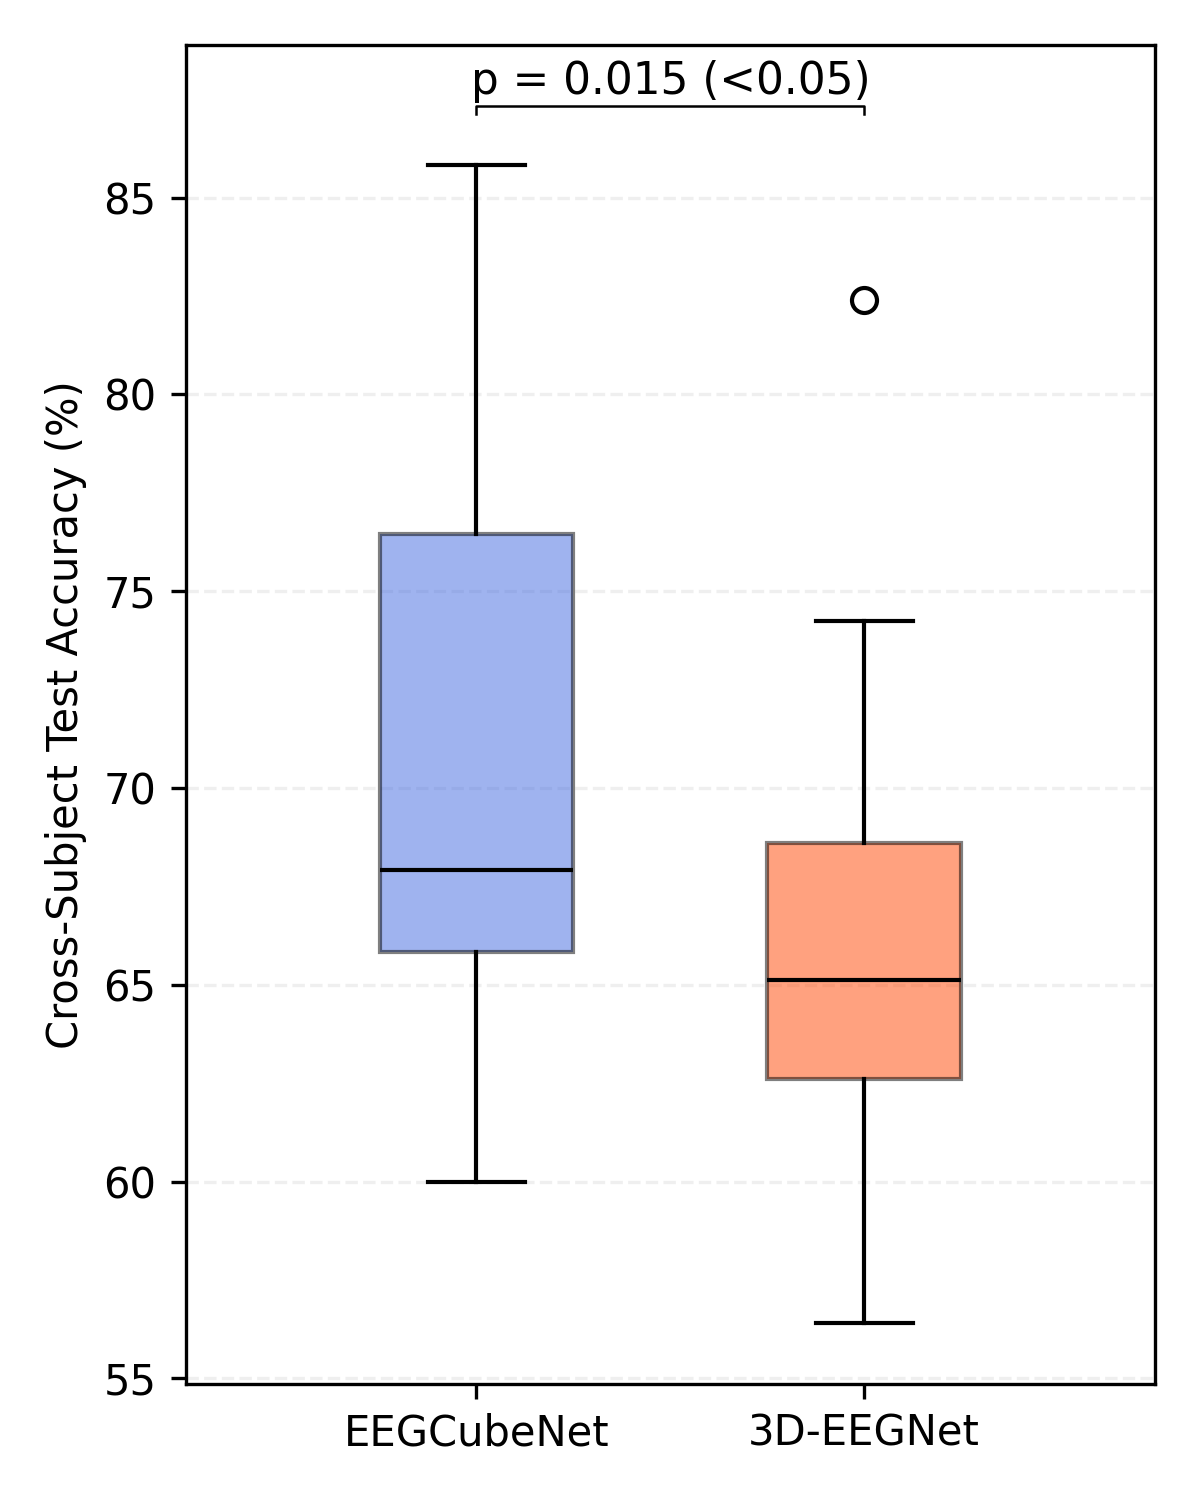 p = 0.015 (<0.05)
85
80
75
70
65
60
55
Cross-Subject Test Accuracy (%)
EEGCubeNet
3D-EEGNet